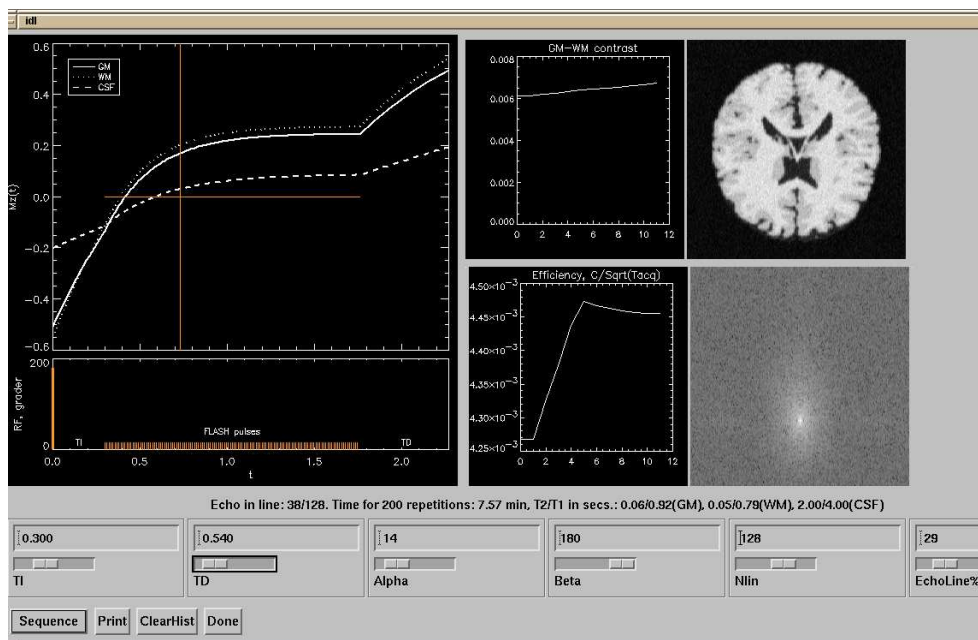 idl
GM
WM
CSF
0.6
0.4
0.2
0.0
-0.2
-0.4
-0.6
Mz(t)
200
0
RF, grader
TI
FLASH pulses
TD
0.0 0.5 1.0 1.5 2.0
t
GM-WM contrast
0.008
0.006
0.004
0.002
0.000
0 2 4 6 8 10 12
Efficiency, C/Sqrt(Tacq)
4.50×10⁻³
4.45×10⁻³
4.40×10⁻³
4.35×10⁻³
4.30×10⁻³
4.25×10⁻³
0 2 4 6 8 10 12
Echo in line: 38/128. Time for 200 repetitions: 7.57 min, T2/T1 in secs.: 0.06/0.92(GM), 0.05/0.79(WM), 2.00/4.00(CSF)
0.300 0.540 14 180 128 29
TI TD Alpha Beta Nlin EchoLine%
Sequence Print ClearHist Done